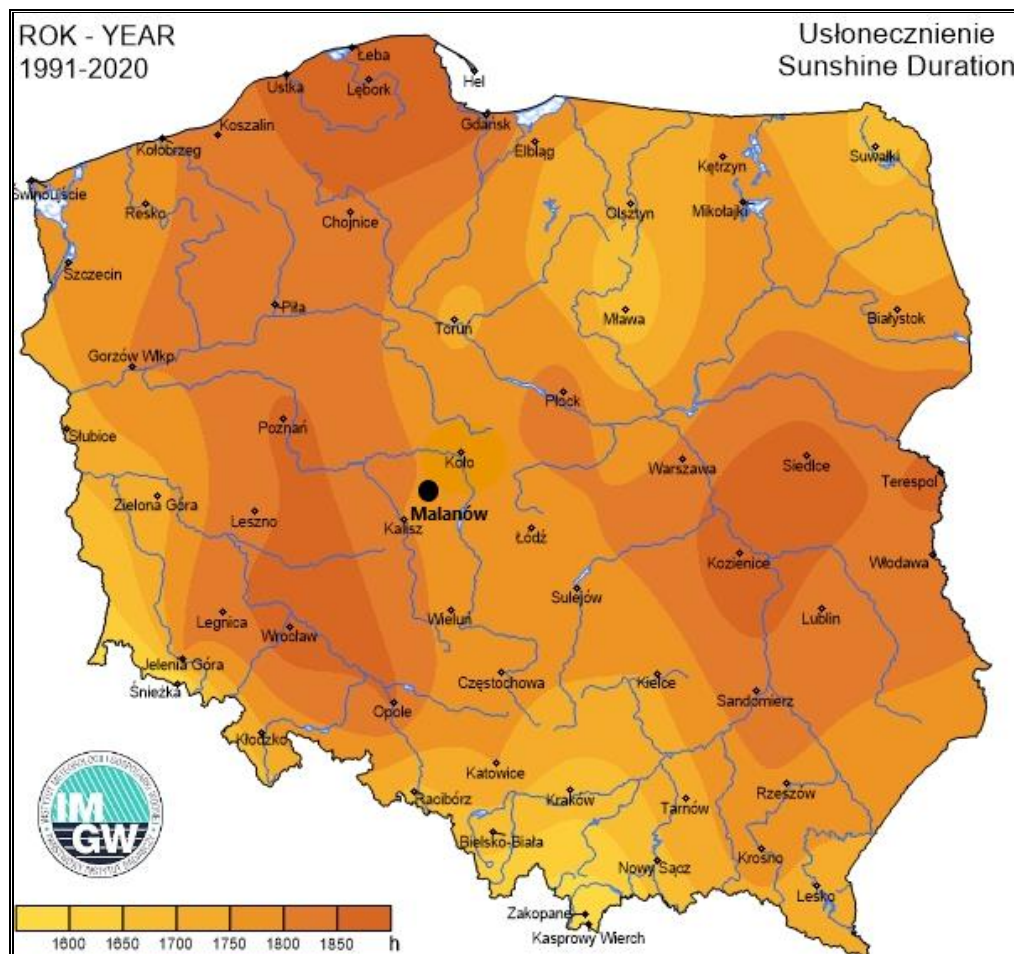 ROK - YEAR
1991-2020
Usłonecznienie
Sunshine Duration
Łeba
Ustka
Lębork
Hel
Koszalin
Gdańsk
Kołobrzeg
Elbląg
Kętrzyn
Suwałki
Świnoujście
Resko
Chojnice
Olsztyn
Mikołajki
Szczecin
Piła
Toruń
Mława
Białystok
Gorzów Wlkp.
Płock
Słubice
Poznań
Koło
Warszawa
Siedlce
Terespol
Zielona Góra
Leszno
Malanów
Kalisz
Łódź
Kozienice
Włodawa
Sulejów
Legnica
Wrocław
Wieluń
Lublin
Jelenia Góra
Śnieżka
Częstochowa
Kielce
Sandomierz
Opole
Kłodzko
Katowice
Racibórz
Kraków
Tarnów
Rzeszów
IMGW
Bielsko-Biała
Nowy Sącz
Krosno
Lesko
Zakopane
Kasprowy Wierch
1600 1650 1700 1750 1800 1850 h